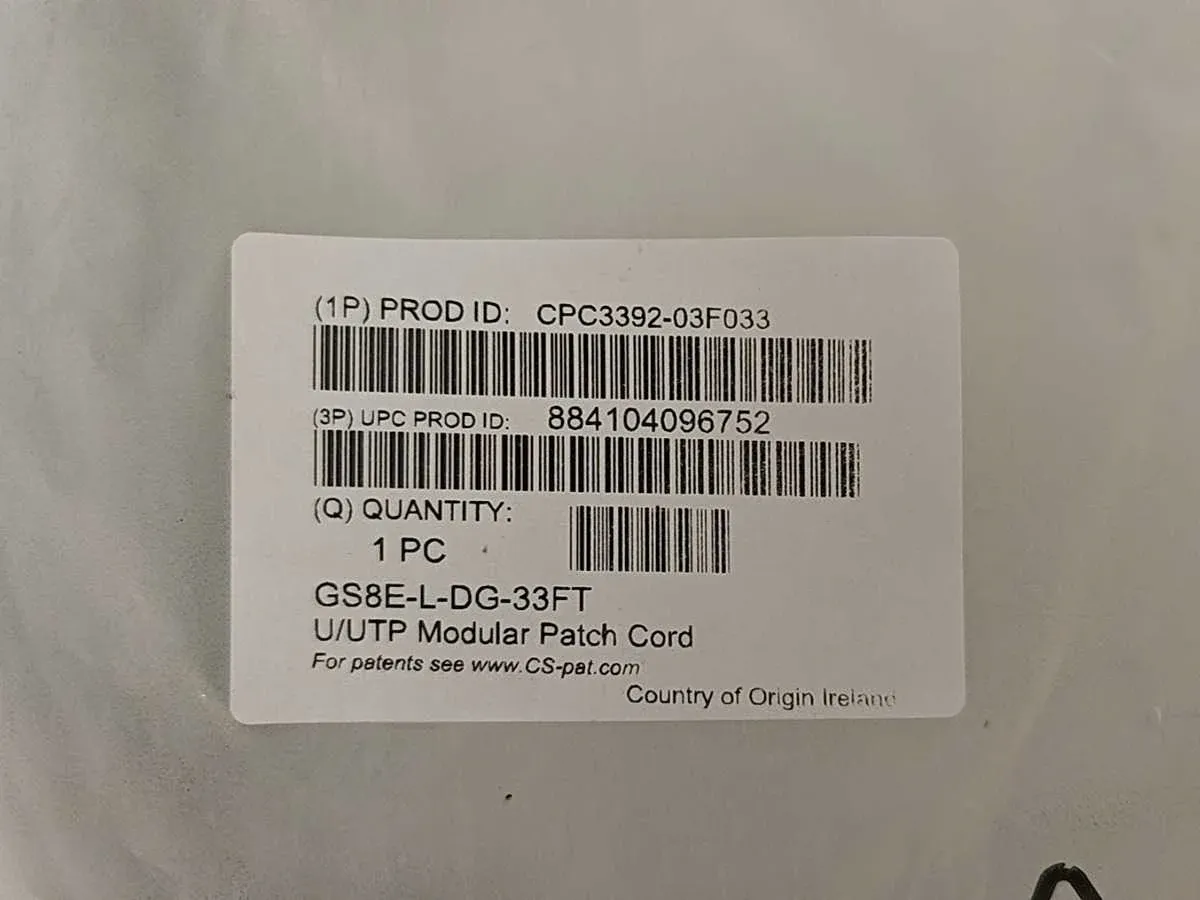 (1P) PROD ID: CPC3392-03F033
(3P) UPC PROD ID: 884104096752
(Q) QUANTITY:
1 PC
GS8E-L-DG-33FT
U/UTP Modular Patch Cord
For patents see www.CS-pat.com
Country of Origin Ireland